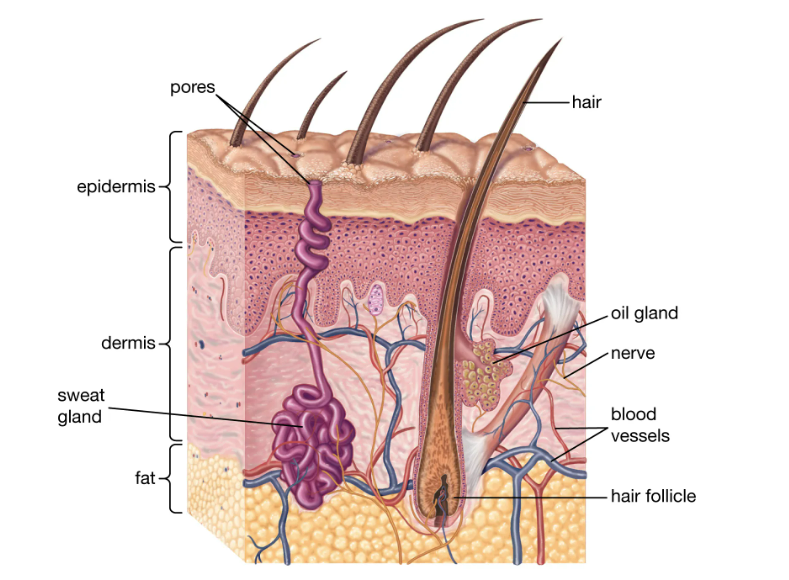 pores
hair
epidermis
oil gland
dermis
nerve
sweat
gland
blood
vessels
fat
hair follicle